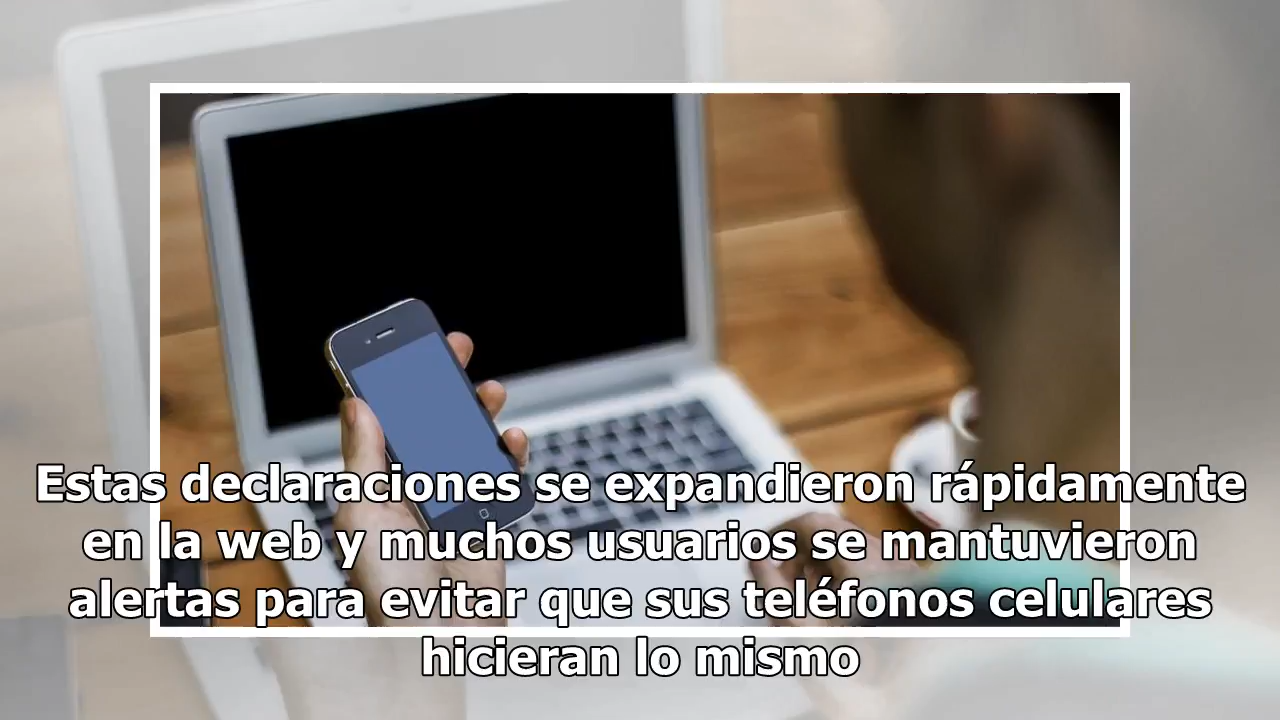 Estas declaraciones se expandieron rápidamente
en la web y muchos usuarios se mantuvieron
alertas para evitar que sus teléfonos celulares
hicieran lo mismo